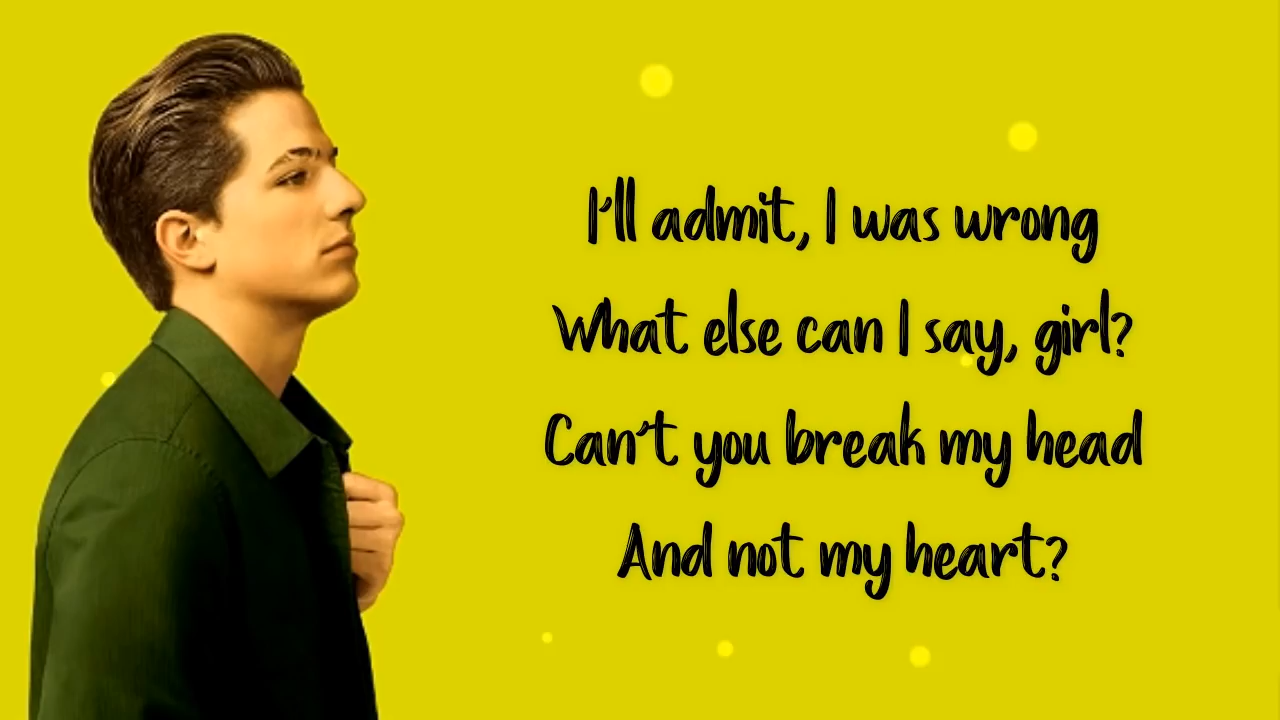 I'll admit, I was wrong
What else can I say, girl?
Can't you break my head
And not my heart?